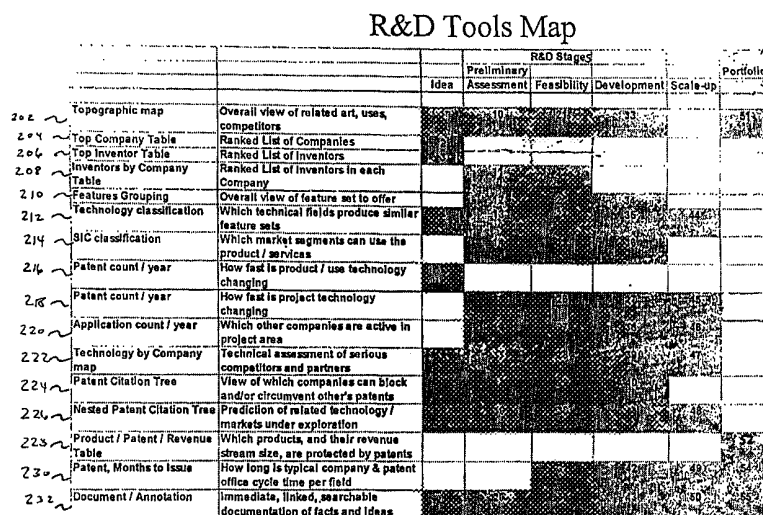 R&D Tools Map
R&D Stages
Preliminary Portfolio
Idea Assessment Feasibility Development Scale-up
202 Topographic map Overall view of related art, uses,
competitors
204 Top Company Table Ranked List of Companies
206 Top Inventor Table Ranked List of Inventors
208 Inventors by Company Ranked List of Inventors in each
Table Company
210 Features Grouping Overall view of feature set to offer
212 Technology classification Which technical fields produce similar
feature sets
214 SIC classification Which market segments can use the
product / services
216 Patent count / year How fast is product / use technology
changing
218 Patent count / year How fast is project technology
changing
220 Application count / year Which other companies are active in
project area
222 Technology by Company Technical assessment of serious
map competitors and partners
224 Patent Citation Tree View of which companies can block
and/or circumvent other's patents
226 Nested Patent Citation Tree Prediction of related technology /
markets under exploration
223 Product / Patent / Revenue Which products, and their revenue 52
Table stream size, are protected by patents
230 Patent, Months to Issue How long is typical company & patent
office cycle time per field
232 Document / Annotation Immediate, linked, searchable
documentation of facts and ideas